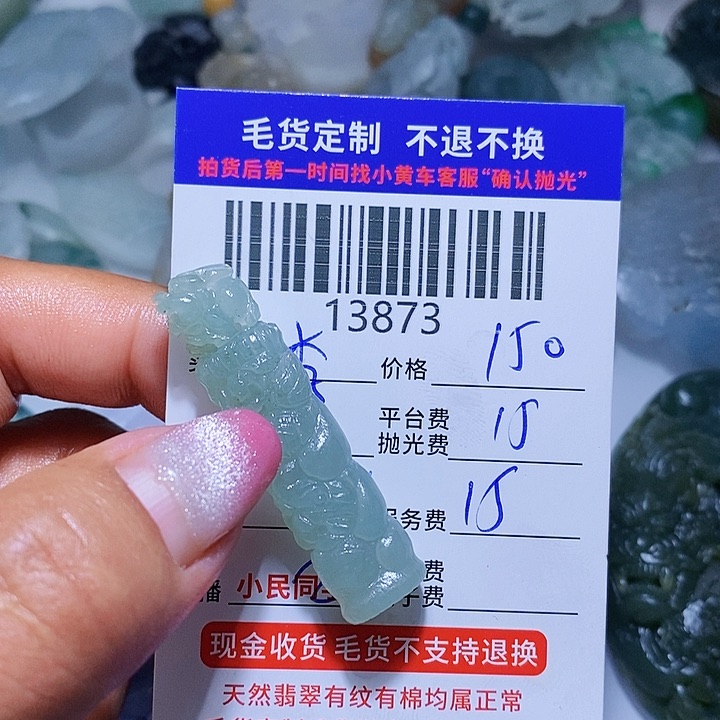 毛货定制 不退不换
拍货后第一时间找小黄车客服“确认抛光”
13873
价格 150
平台费
抛光费 15
务费 15
费
费
播 小民同
现金收货 毛货不支持退换
天然翡翠有纹有棉均属正常